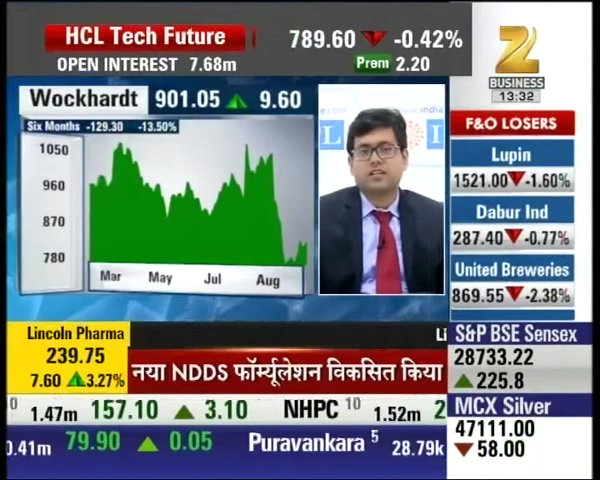 HCL Tech Future
789.60 -0.42%
OPEN INTEREST 7.68m
Prem 2.20
Z
BUSINESS
13:32
Wockhardt 901.05 9.60
Six Months -129.30 -13.50%
1050
960
870
780
Mar May Jul Aug
F&O LOSERS
Lupin
1521.00 -1.60%
Dabur Ind
287.40 -0.77%
United Breweries
869.55 -2.38%
Lincoln Pharma
239.75
7.60 3.27%
Li
नया NDDS फॉर्म्यूलेशन विकसित किया
S&P BSE Sensex
28733.22
225.8
MCX Silver
47111.00
58.00
0 1.47m 157.10 3.10 NHPC 10 1.52m 2
0.41m 79.90 0.05 Puravankara 5 28.79k